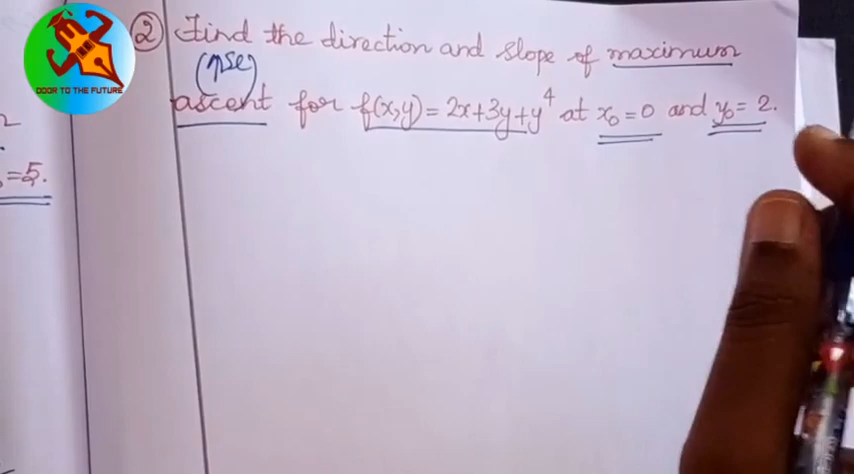 DOOR TO THE FUTURE
② Find the direction and slope of maximum
(rise)
ascent for f(x,y) = 2x+3y+y⁴ at x₀ = 0 and y₀ = 2.
=5.